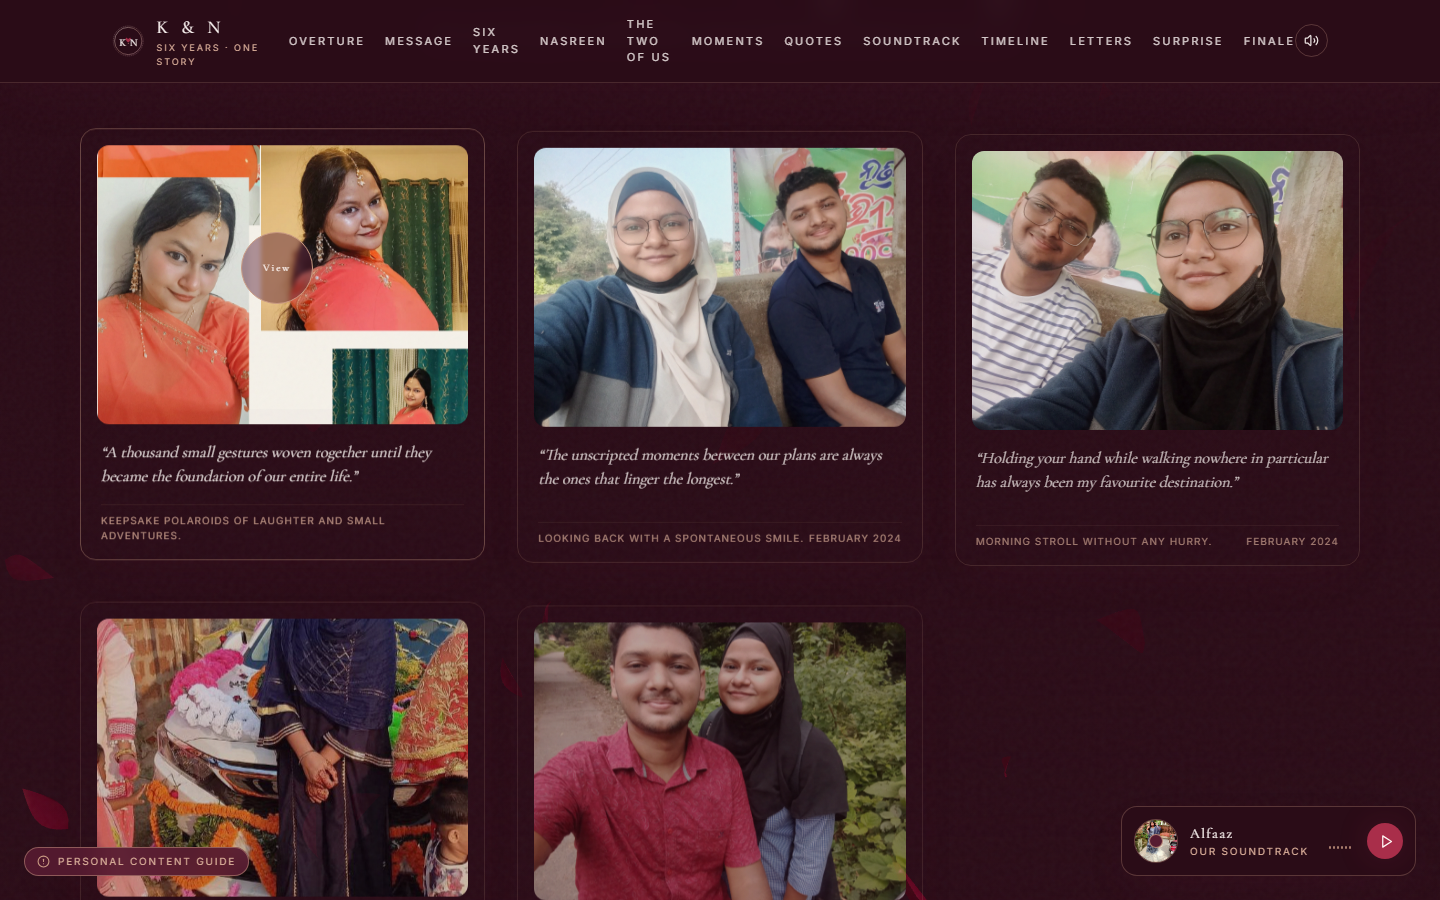 K♥N
K & N
SIX YEARS · ONE
STORY
OVERTURE
MESSAGE
SIX
YEARS
NASREEN
THE
TWO
OF US
MOMENTS
QUOTES
SOUNDTRACK
TIMELINE
LETTERS
SURPRISE
FINALE
View
“A thousand small gestures woven together until they
became the foundation of our entire life.”
KEEPSAKE POLAROIDS OF LAUGHTER AND SMALL
ADVENTURES.
“The unscripted moments between our plans are always
the ones that linger the longest.”
LOOKING BACK WITH A SPONTANEOUS SMILE. FEBRUARY 2024
“Holding your hand while walking nowhere in particular
has always been my favourite destination.”
MORNING STROLL WITHOUT ANY HURRY. FEBRUARY 2024
PERSONAL CONTENT GUIDE
Alfaaz
OUR SOUNDTRACK